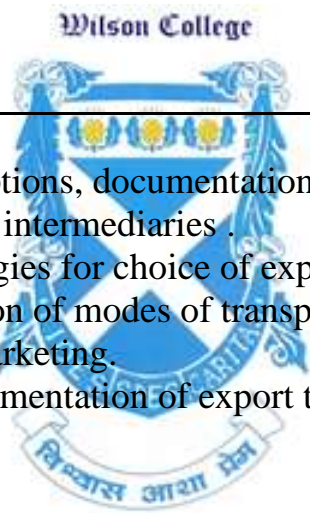 Wilson College
tions, documentation
intermediaries .
gies for choice of exp
on of modes of transp
rketing.
mentation of export t
विश्वास आशा प्रेम